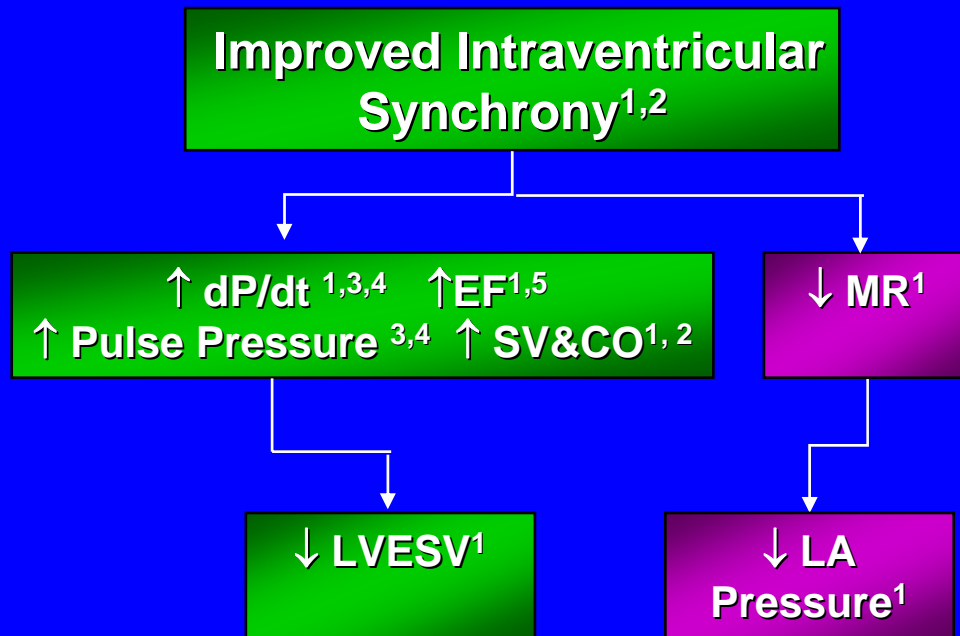 Improved Intraventricular
Synchrony1,2
↑ dP/dt 1,3,4 ↑EF1,5
↑ Pulse Pressure 3,4 ↑ SV&CO1, 2
↓ MR1
↓ LVESV1
↓ LA
Pressure1